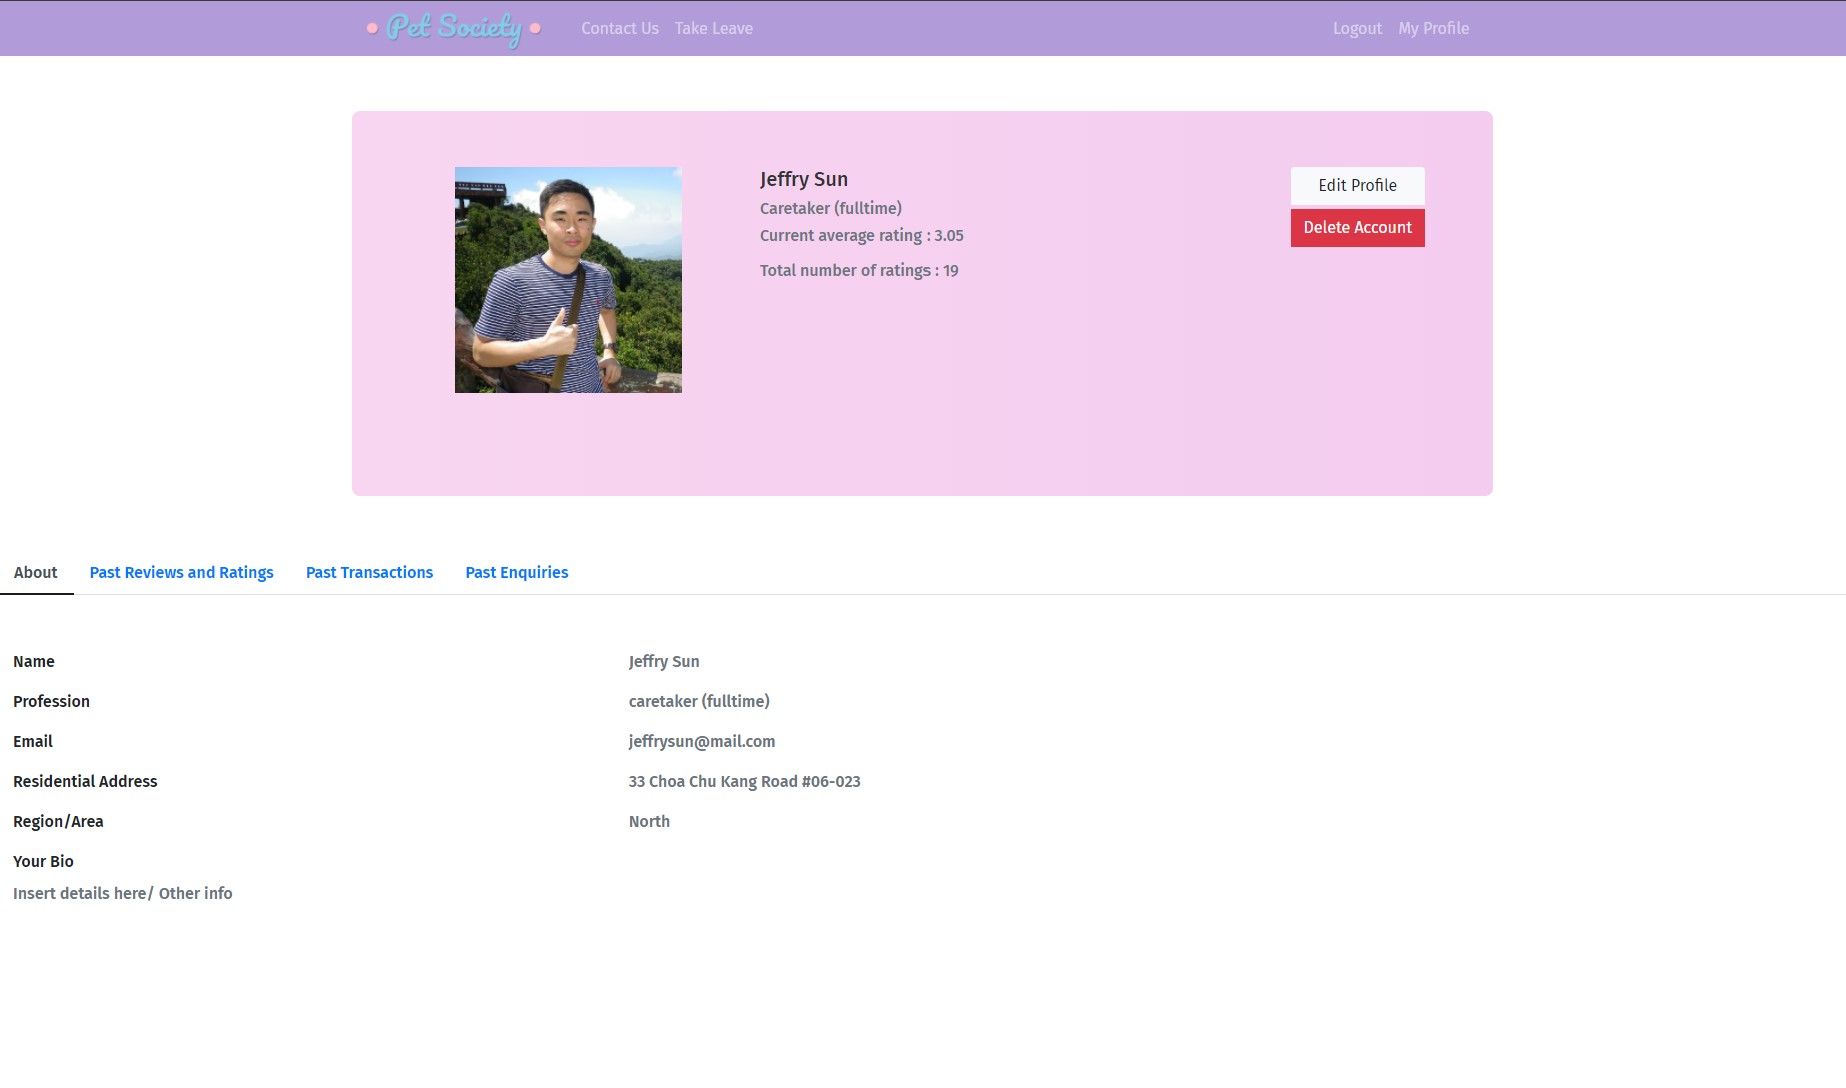 Pet Society Contact Us Take Leave Logout My Profile
Jeffry Sun
Caretaker (fulltime)
Current average rating : 3.05
Total number of ratings : 19
Edit Profile
Delete Account
About Past Reviews and Ratings Past Transactions Past Enquiries
Name Jeffry Sun
Profession caretaker (fulltime)
Email jeffrysun@mail.com
Residential Address 33 Choa Chu Kang Road #06-023
Region/Area North
Your Bio
Insert details here/ Other info